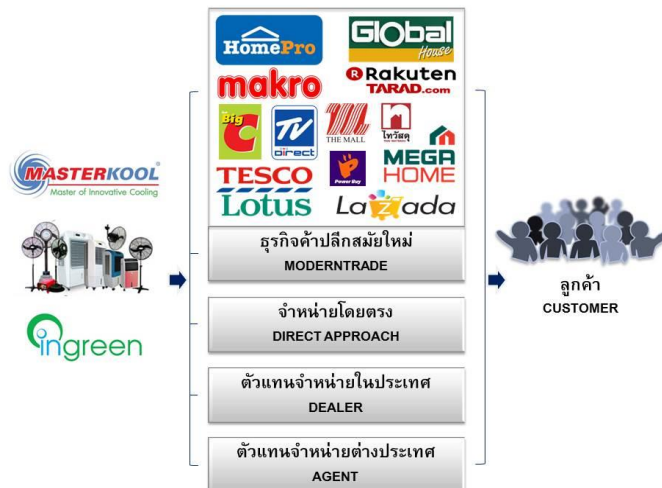 MASTERKOOL®
Master of Innovative Cooling
ingreen
HomePro
Global
House
makro
Rakuten
TARAD.com
Big
C
TV
Direct
THE MALL
ไทวัสดุ
Power Buy
MEGA
HOME
TESCO
Lotus
Lazada
ธุรกิจค้าปลีกสมัยใหม่
MODERNTRADE
จำหน่ายโดยตรง
DIRECT APPROACH
ตัวแทนจำหน่ายในประเทศ
DEALER
ตัวแทนจำหน่ายต่างประเทศ
AGENT
ลูกค้า
CUSTOMER